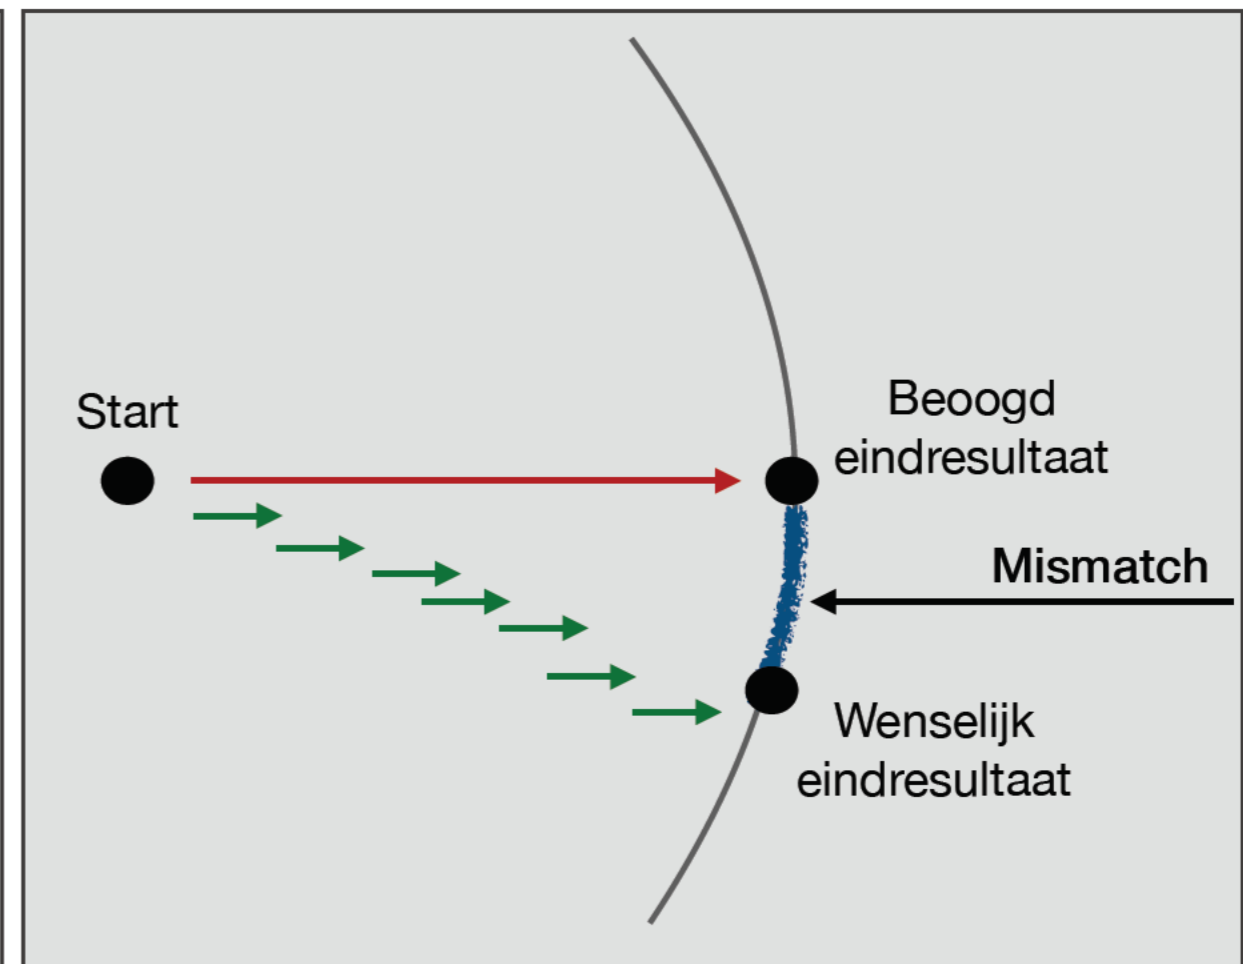 Start
Beoogd
eindresultaat
Mismatch
Wenselijk
eindresultaat